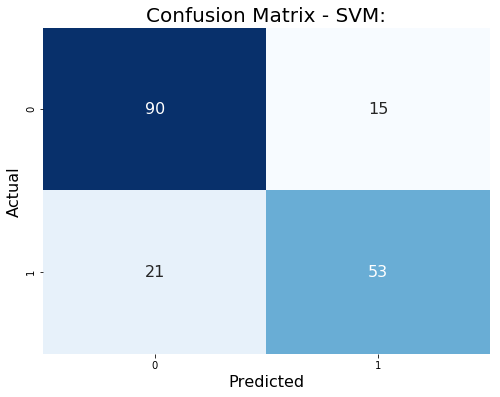 Confusion Matrix - SVM:
Actual
0
90
15
1
21
53
0
1
Predicted